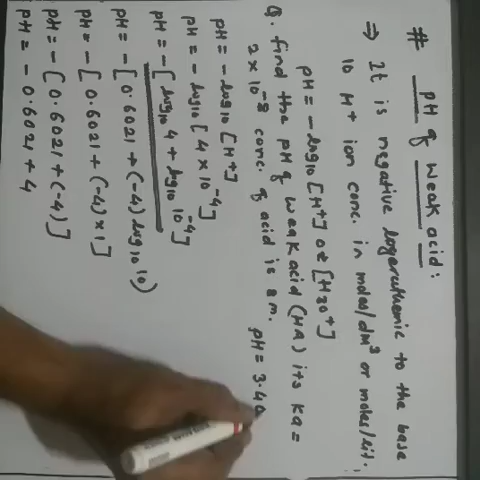 # pH of weak acid:
⇒ It is negative logeruthemic to the base
10 H⁺ ion conc. in moles/dm³ or moles/lit.
pH = -log₁₀ [H⁺] or [H₃O⁺]
Q. find the pH of weak acid (HA) its Ka =
2 × 10⁻⁸ conc. of acid is 8 m. pH = 3.40
pH = -log₁₀ [H⁺]
pH = -log₁₀ [4 × 10⁻⁴]
pH = -[log₁₀ 4 + log₁₀ 10⁻⁴]
pH = -[0.6021 + (-4) log₁₀ 10)
pH = -[0.6021 + (-4) × 1]
pH = -[0.6021 + (-4)]
pH = -0.6021 + 4